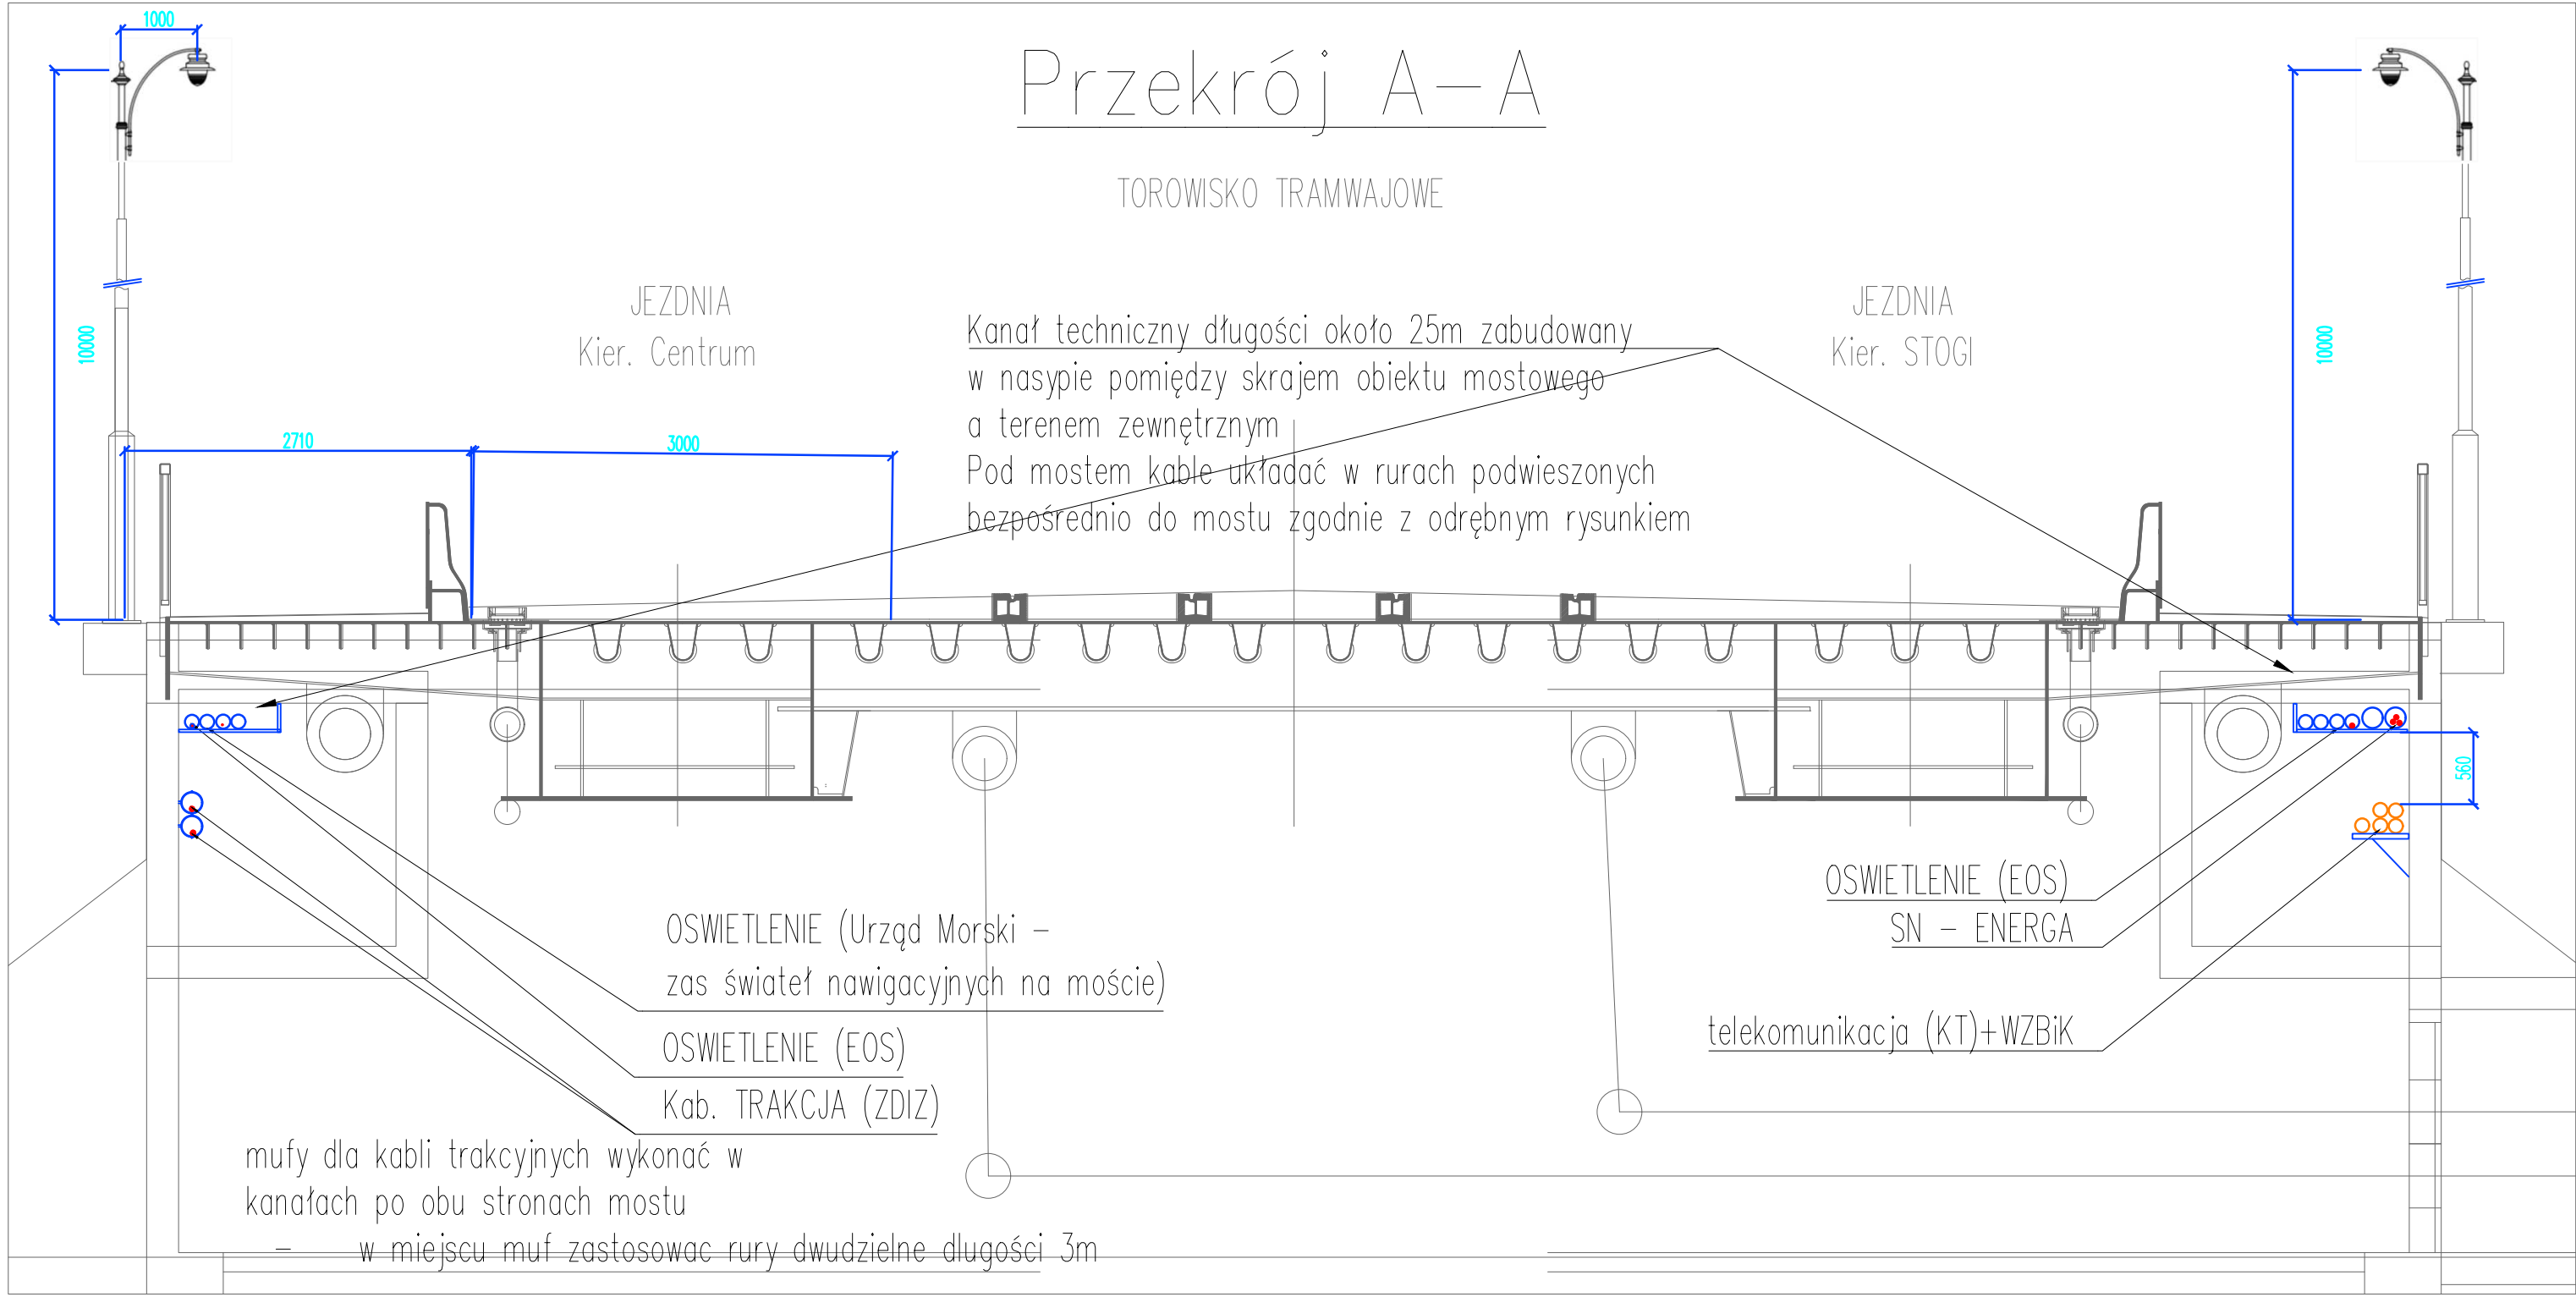 1000
Przekrój A-A
TOROWISKO TRAMWAJOWE
JEZDNIA
Kier. Centrum
JEZDNIA
Kier. STOGI
10000
10000
Kanał techniczny długości około 25m zabudowany
w nasypie pomiędzy skrajem obiektu mostowego
a terenem zewnętrznym
Pod mostem kable układać w rurach podwieszonych
bezpośrednio do mostu zgodnie z odrębnym rysunkiem
2710
3000
560
OSWIETLENIE (EOS)
SN - ENERGA
telekomunikacja (KT)+WZBiK
OSWIETLENIE (Urząd Morski -
zas świateł nawigacyjnych na moście)
OSWIETLENIE (EOS)
Kab. TRAKCJA (ZDIZ)
mufy dla kabli trakcyjnych wykonać w
kanałach po obu stronach mostu
- w miejscu muf zastosowac rury dwudzielne dlugości 3m